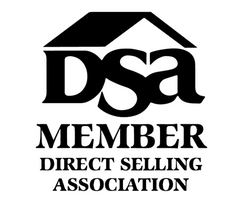 DSa
MEMBER
DIRECT SELLING
ASSOCIATION